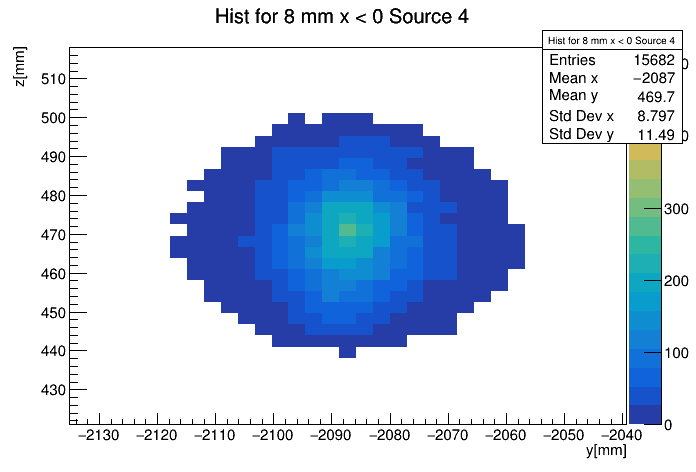 Hist for 8 mm x < 0 Source 4
Hist for 8 mm x < 0 Source 4
Entries 15682
Mean x −2087
Mean y 469.7
Std Dev x 8.797
Std Dev y 11.49
z[mm]
510
500
490
480
470
460
450
440
430
300
200
100
0
−2130 −2120 −2110 −2100 −2090 −2080 −2070 −2060 −2050 −2040
y[mm]